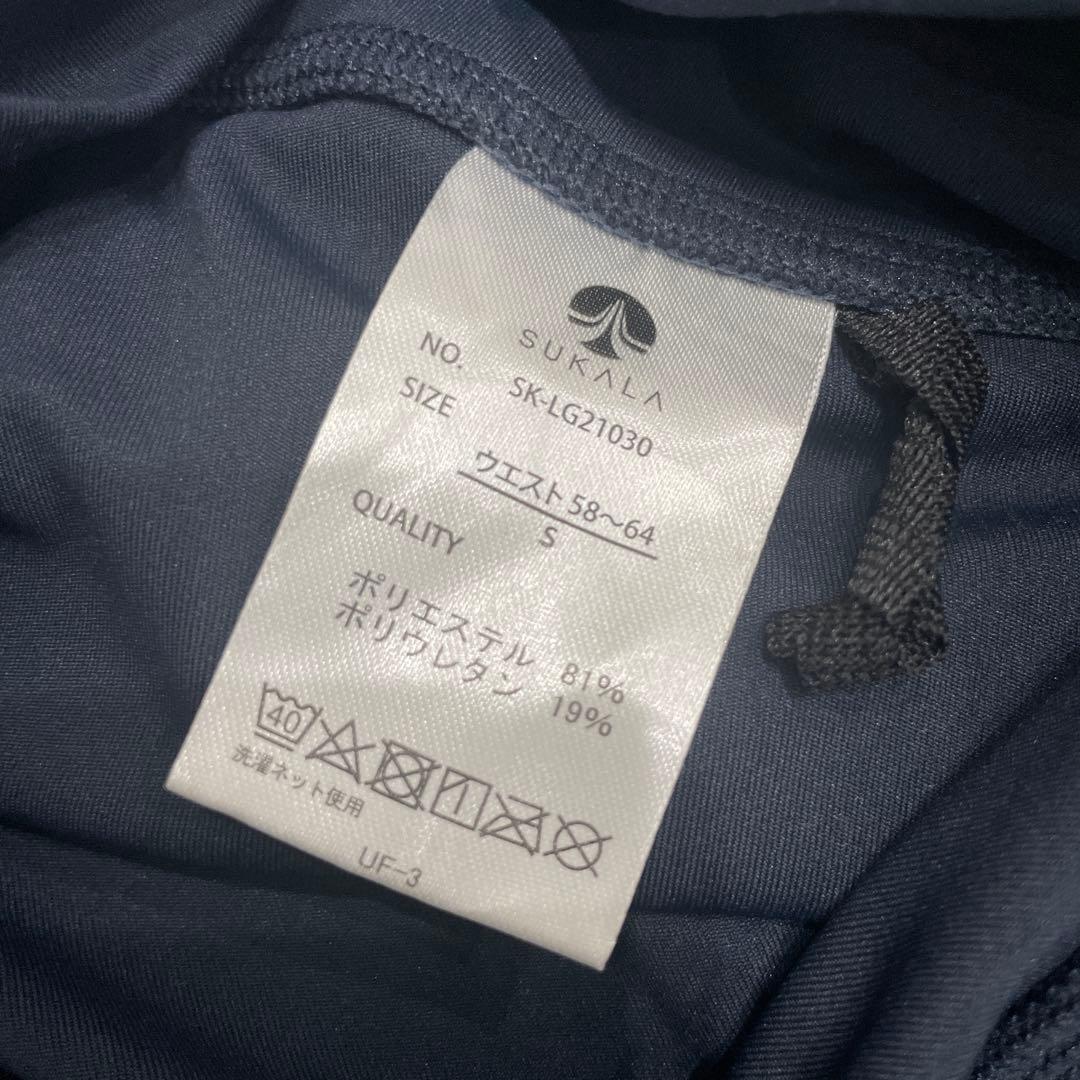 SUKALA
NO. SK-LG21030
SIZE
ウエスト58～64
S
QUALITY
ポリエステル 81%
ポリウレタン 19%
40
洗濯ネット使用
UF-3